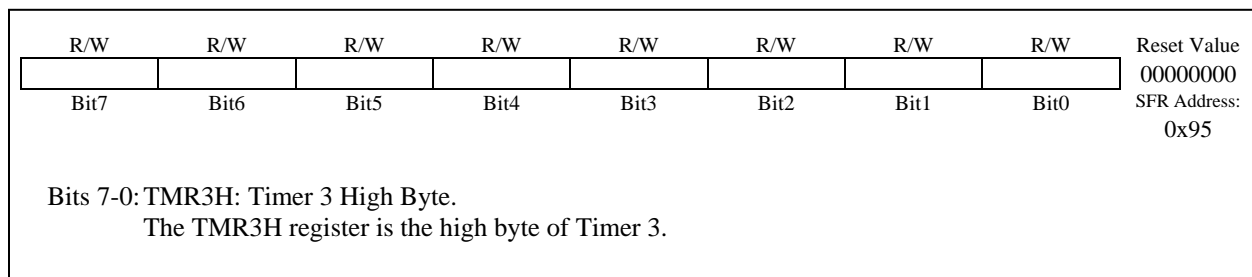 R/W R/W R/W R/W R/W R/W R/W R/W Reset Value
00000000
Bit7 Bit6 Bit5 Bit4 Bit3 Bit2 Bit1 Bit0 SFR Address:
0x95
Bits 7-0: TMR3H: Timer 3 High Byte.
The TMR3H register is the high byte of Timer 3.